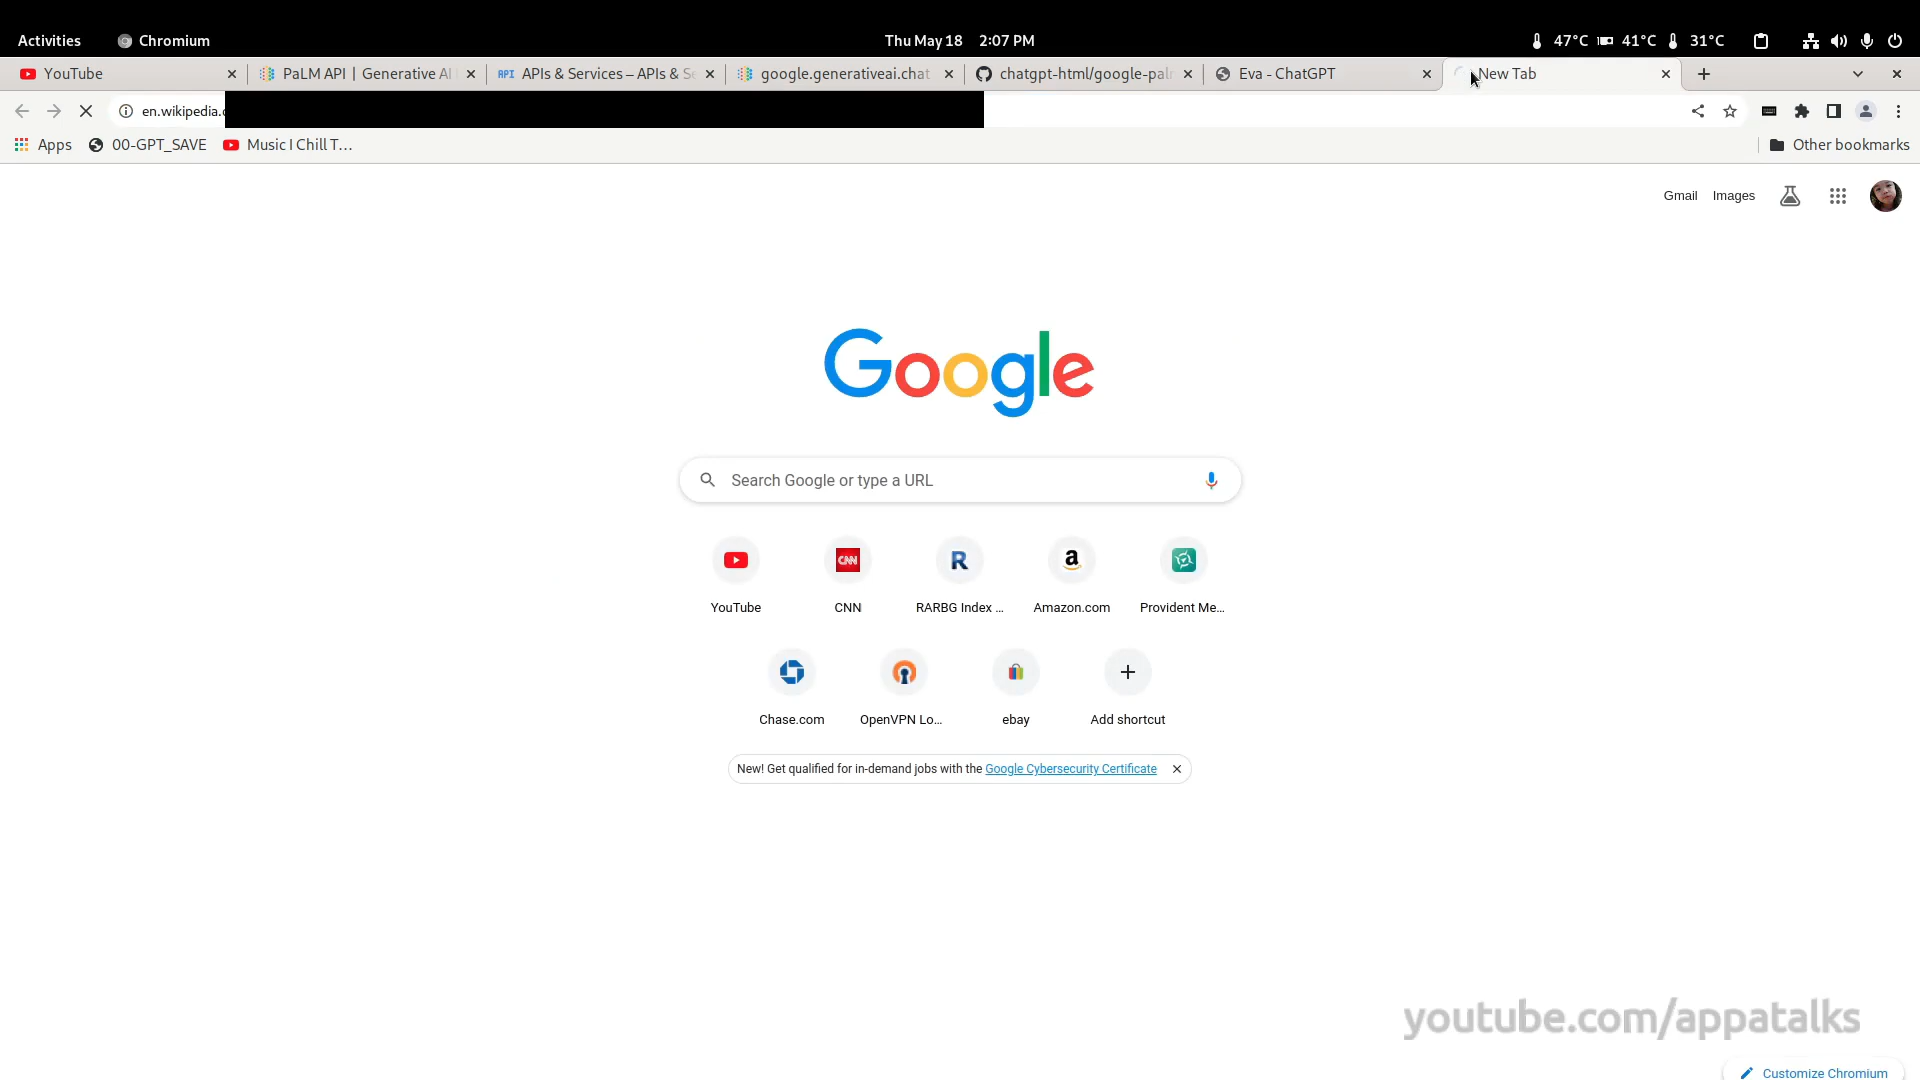 Activities Chromium Thu May 18 2:07 PM 47°C 41°C 31°C
YouTube PaLM API | Generative AI APIs & Services – APIs & Se google.generativeai.chat chatgpt-html/google-palm Eva - ChatGPT New Tab
en.wikipedia.
Apps 00-GPT_SAVE Music I Chill T... Other bookmarks
Gmail Images
Google
Search Google or type a URL
YouTube CNN RARBG Index ... Amazon.com Provident Me...
Chase.com OpenVPN Lo... ebay Add shortcut
New! Get qualified for in-demand jobs with the Google Cybersecurity Certificate
youtube.com/appatalks
Customize Chromium